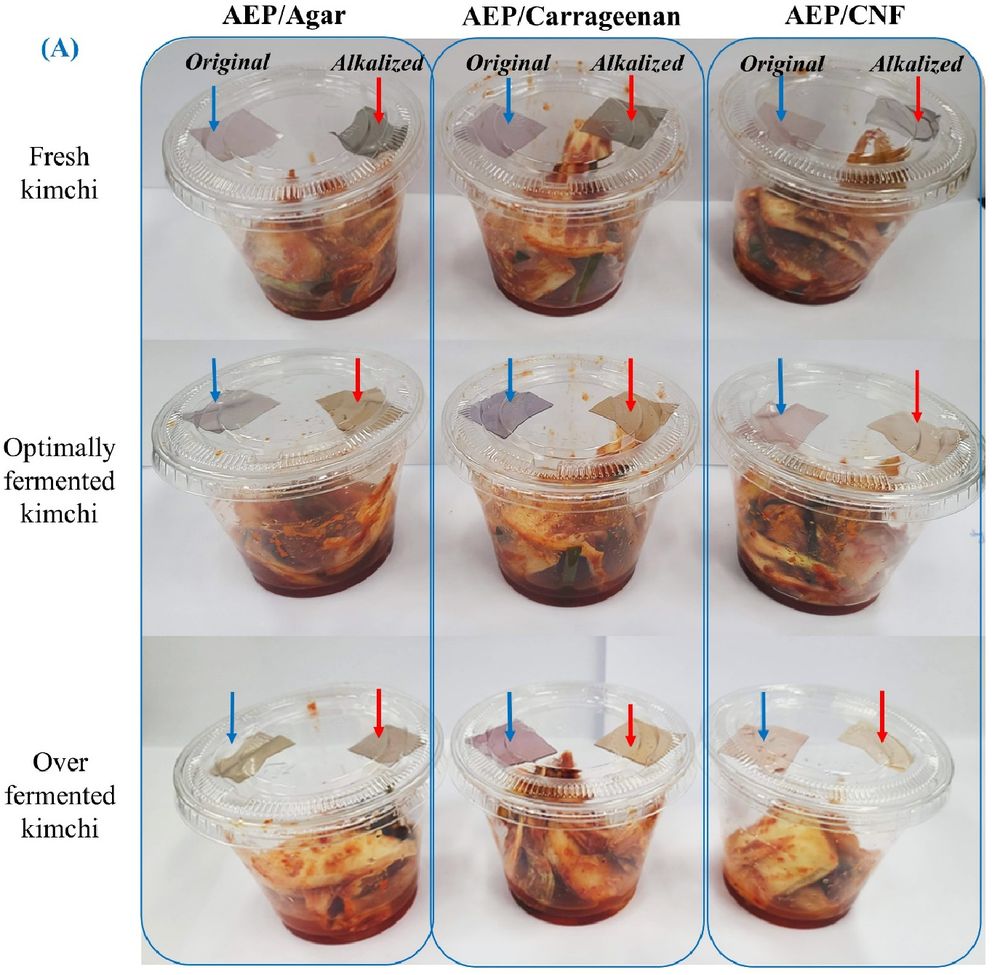 AEP/Agar
AEP/Carrageenan
AEP/CNF
(A)
Original
Alkalized
Original
Alkalized
Original
Alkalized
Fresh
kimchi
Optimally
fermented
kimchi
Over
fermented
kimchi